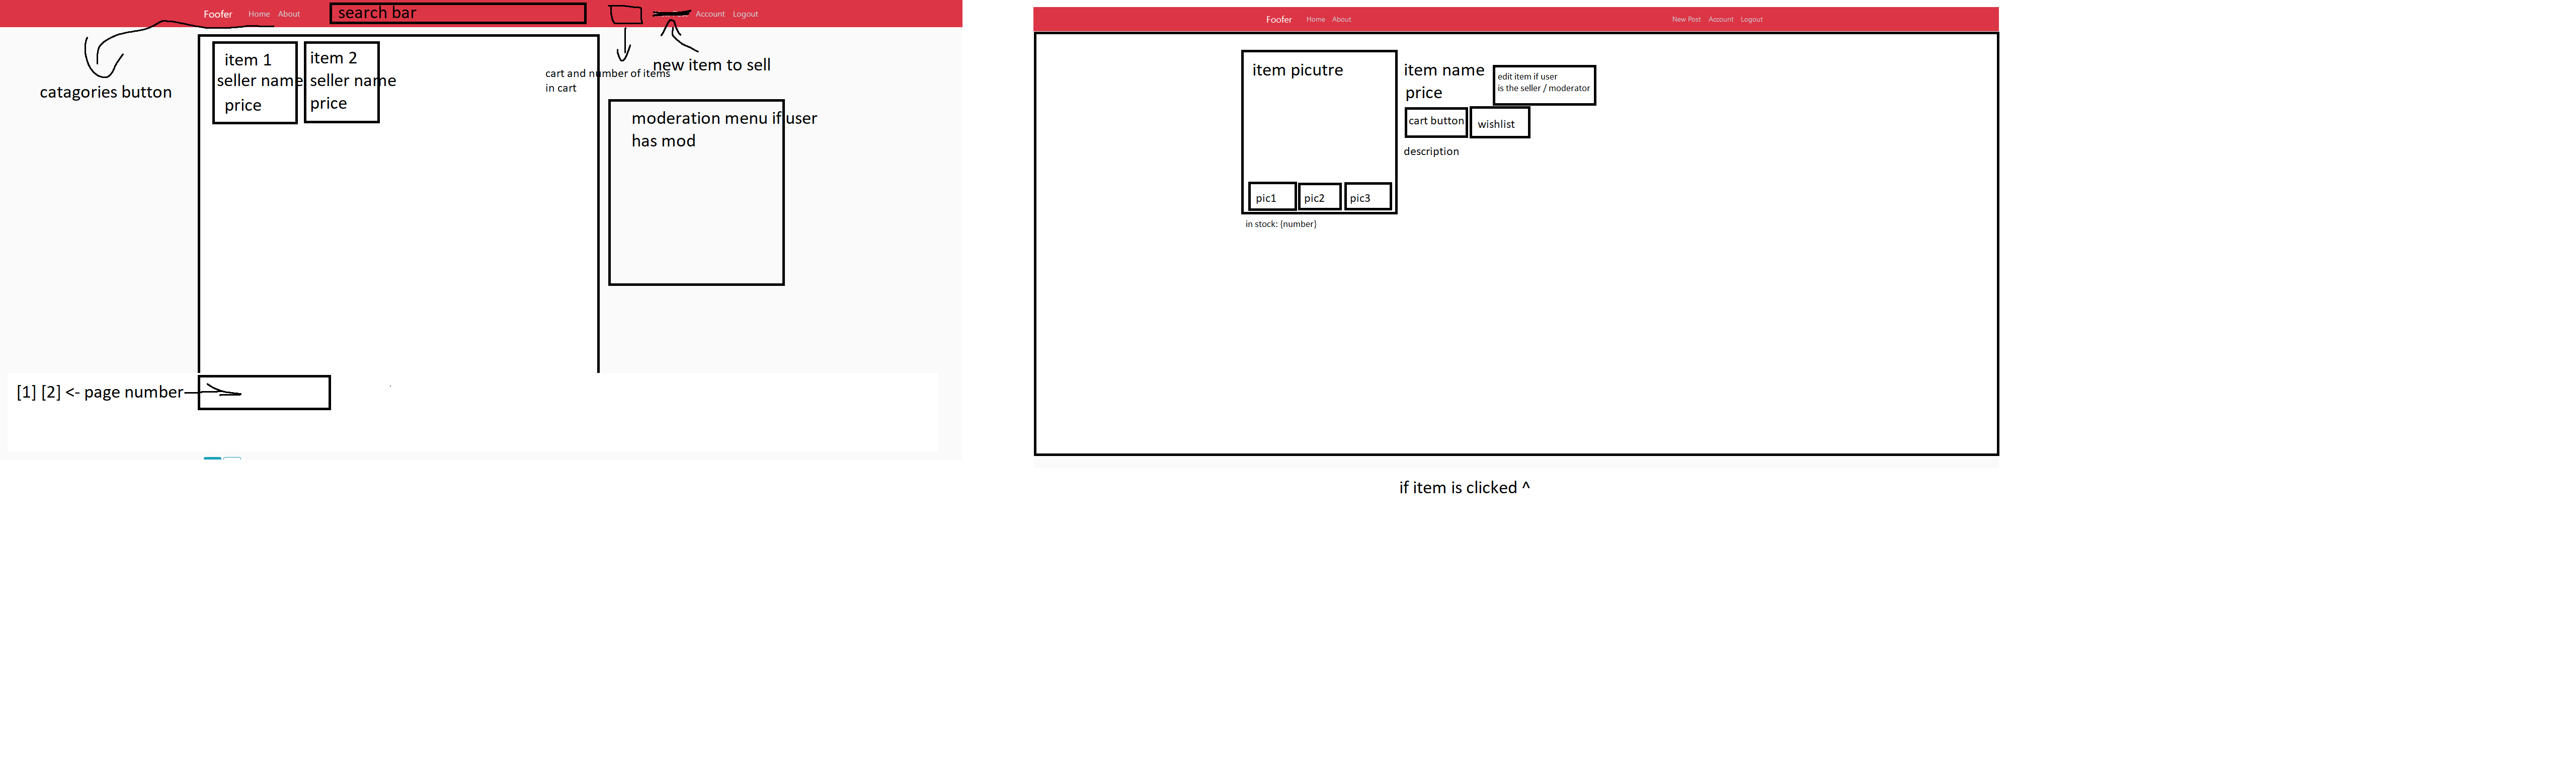 Foofer Home About search bar Account Logout
catagories button
item 1
seller name
price
item 2
seller name
price
cart and number of items
in cart
new item to sell
moderation menu if user
has mod
[1] [2] <- page number
Foofer Home About New Post Account Logout
item picutre
pic1 pic2 pic3
in stock: {number}
item name
price
edit item if user
is the seller / moderator
cart button wishlist
description
if item is clicked ^